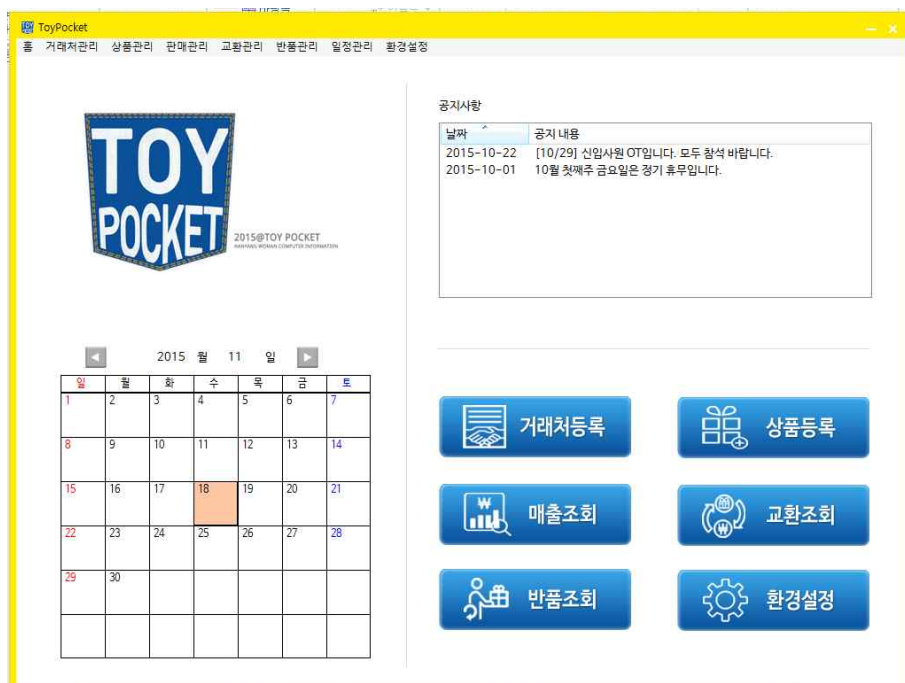 ToyPocket
홈 거래처관리 상품관리 판매관리 교환관리 반품관리 일정관리 환경설정
TOY
POCKET
2015@TOY POCKET
HANYANG WOMAN COMPUTER INFORMATION
공지사항
날짜 공지 내용
2015-10-22 [10/29] 신입사원 OT입니다. 모두 참석 바랍니다.
2015-10-01 10월 첫째주 금요일은 정기 휴무입니다.
2015 월 11 일
일 월 화 수 목 금 토
1 2 3 4 5 6 7
8 9 10 11 12 13 14
15 16 17 18 19 20 21
22 23 24 25 26 27 28
29 30
거래처등록 상품등록
매출조회 교환조회
반품조회 환경설정